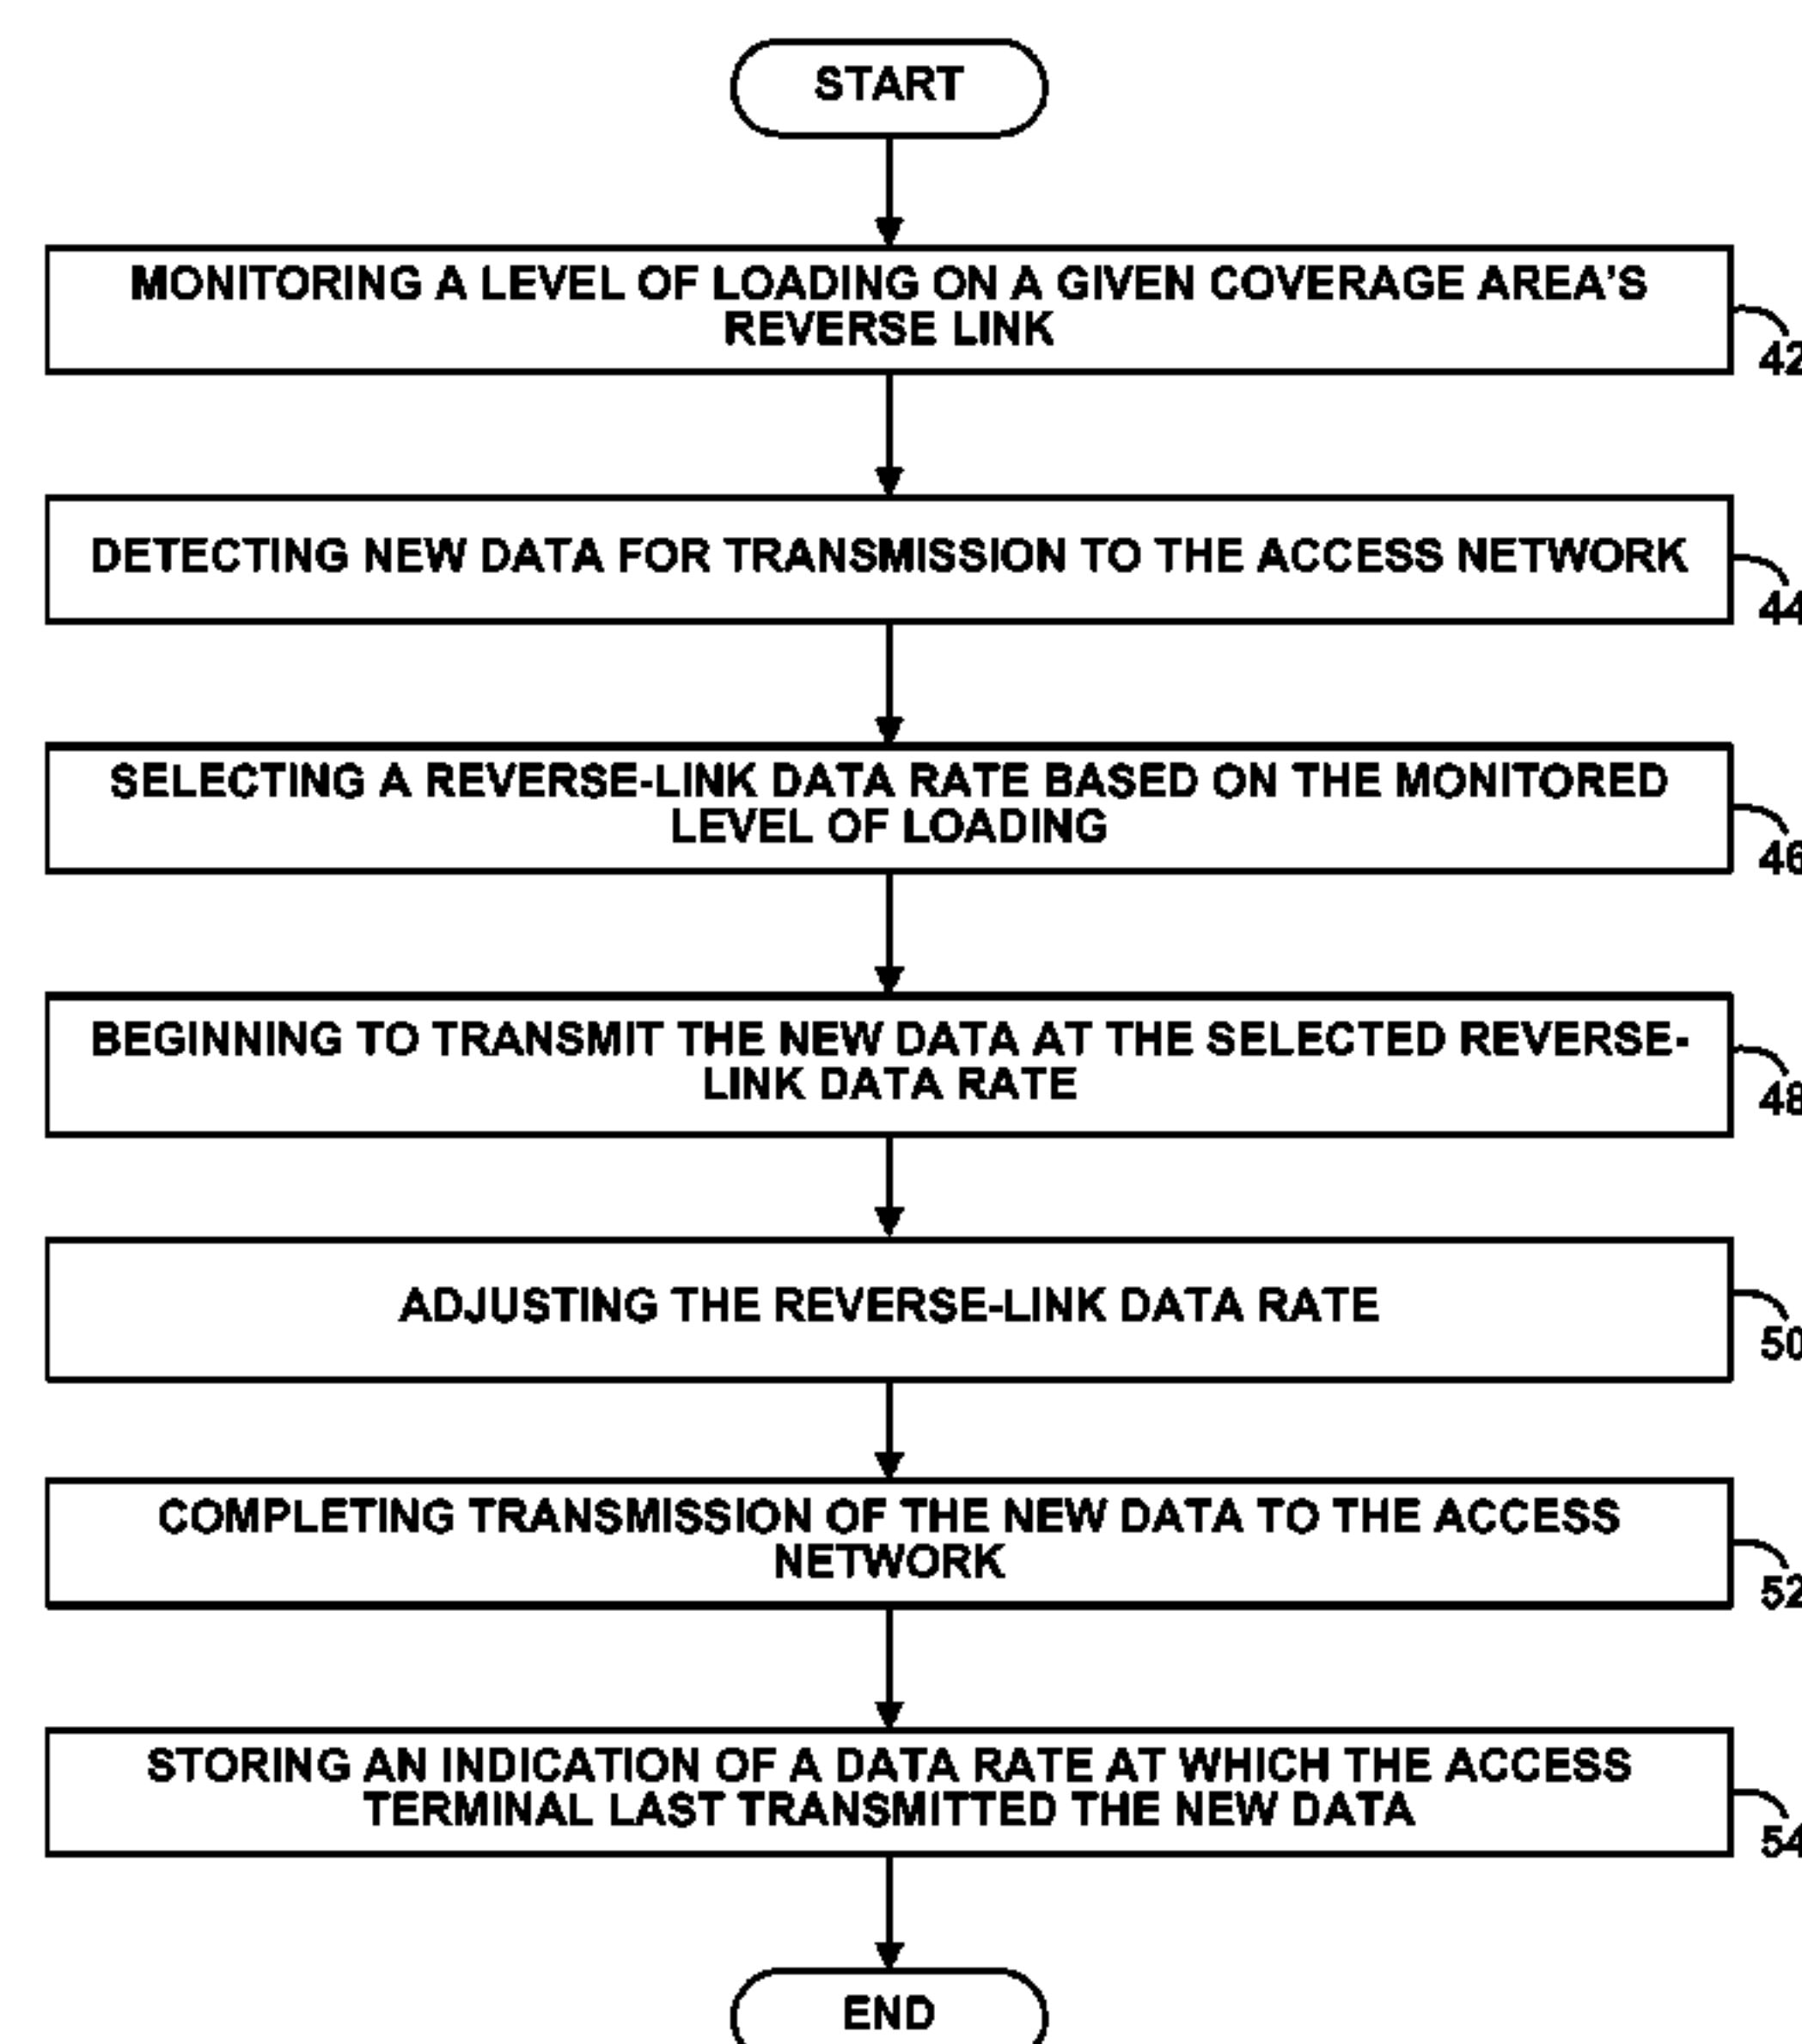 START
MONITORING A LEVEL OF LOADING ON A GIVEN COVERAGE AREA'S
REVERSE LINK
42
DETECTING NEW DATA FOR TRANSMISSION TO THE ACCESS NETWORK
44
SELECTING A REVERSE-LINK DATA RATE BASED ON THE MONITORED
LEVEL OF LOADING
46
BEGINNING TO TRANSMIT THE NEW DATA AT THE SELECTED REVERSE-
LINK DATA RATE
48
ADJUSTING THE REVERSE-LINK DATA RATE
50
COMPLETING TRANSMISSION OF THE NEW DATA TO THE ACCESS
NETWORK
52
STORING AN INDICATION OF A DATA RATE AT WHICH THE ACCESS
TERMINAL LAST TRANSMITTED THE NEW DATA
54
END